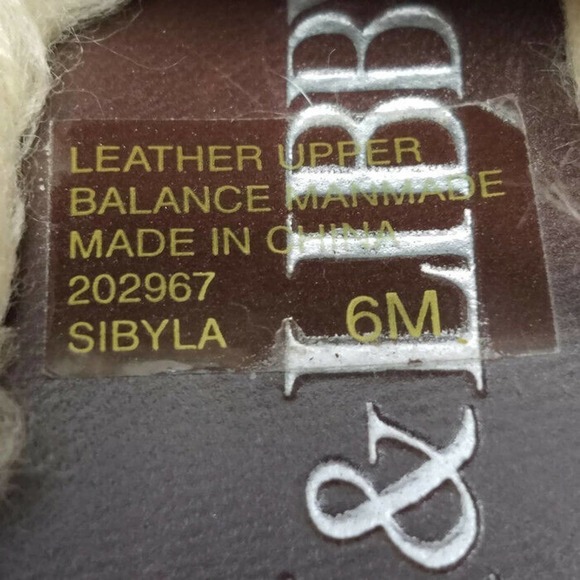 LEATHER UPPER
BALANCE MANMADE
MADE IN CHINA
202967
SIBYLA 6M
& LIBB